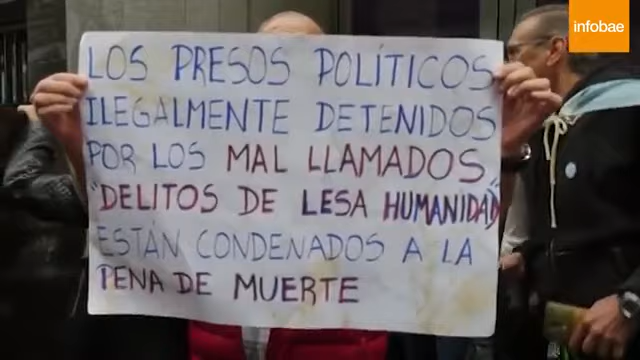 infobae
LOS PRESOS POLÍTICOS
ILEGALMENTE DETENIDOS
POR LOS MAL LLAMADOS
"DELITOS DE LESA HUMANIDAD"
ESTÁN CONDENADOS A LA
PENA DE MUERTE